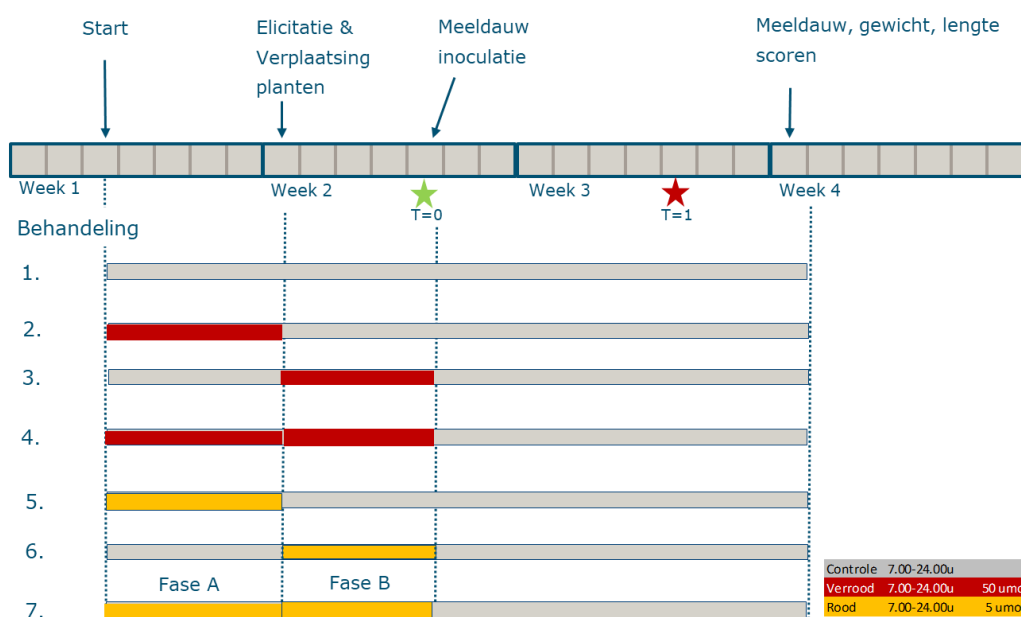 Start
Elicitatie &
Verplaatsing
planten
Meeldauw
inoculatie
Meeldauw, gewicht, lengte
scoren
Week 1
Week 2
Week 3
Week 4
T=0
T=1
Behandeling
1.
2.
3.
4.
5.
6.
Fase A
Fase B
7.
Controle 7.00-24.00u
Verrood 7.00-24.00u 50 umo
Rood 7.00-24.00u 5 umo